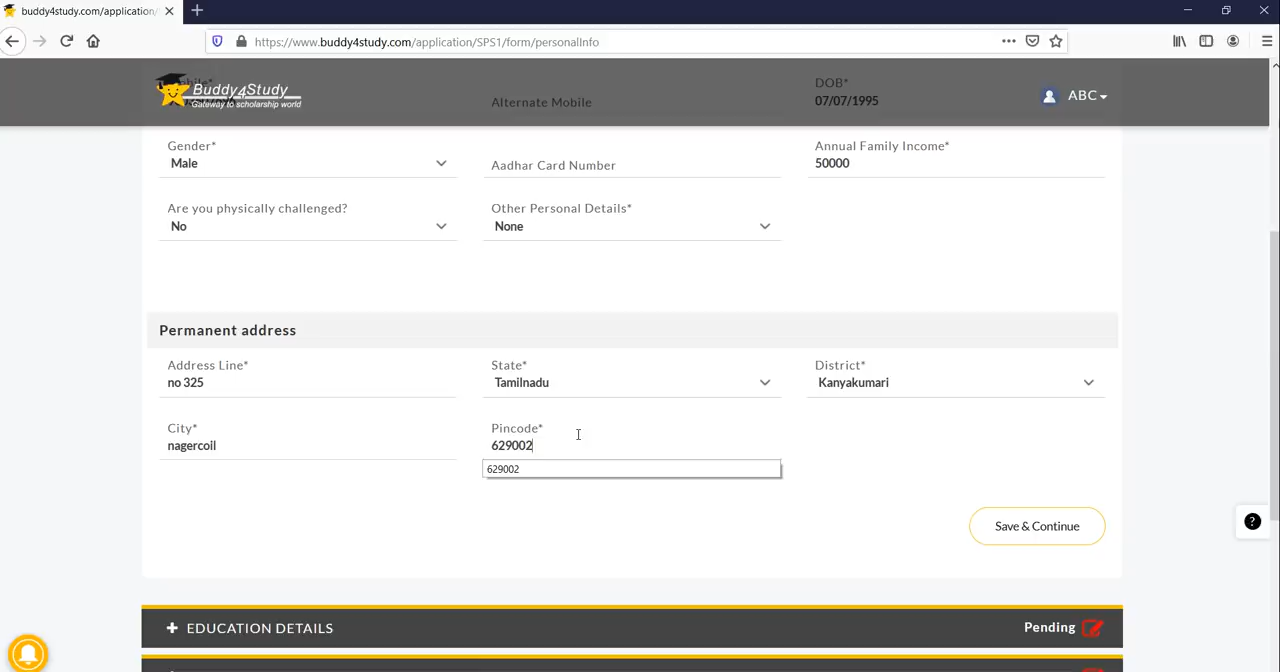 buddy4study.com/application/
https://www.buddy4study.com/application/SPS1/form/personalInfo
Buddy4Study
Gateway to scholarship world
Alternate Mobile
DOB*
07/07/1995
ABC
Gender*
Male
Aadhar Card Number
Annual Family Income*
50000
Are you physically challenged?
No
Other Personal Details*
None
Permanent address
Address Line*
no 325
State*
Tamilnadu
District*
Kanyakumari
City*
nagercoil
Pincode*
629002
629002
Save & Continue
?
+ EDUCATION DETAILS
Pending